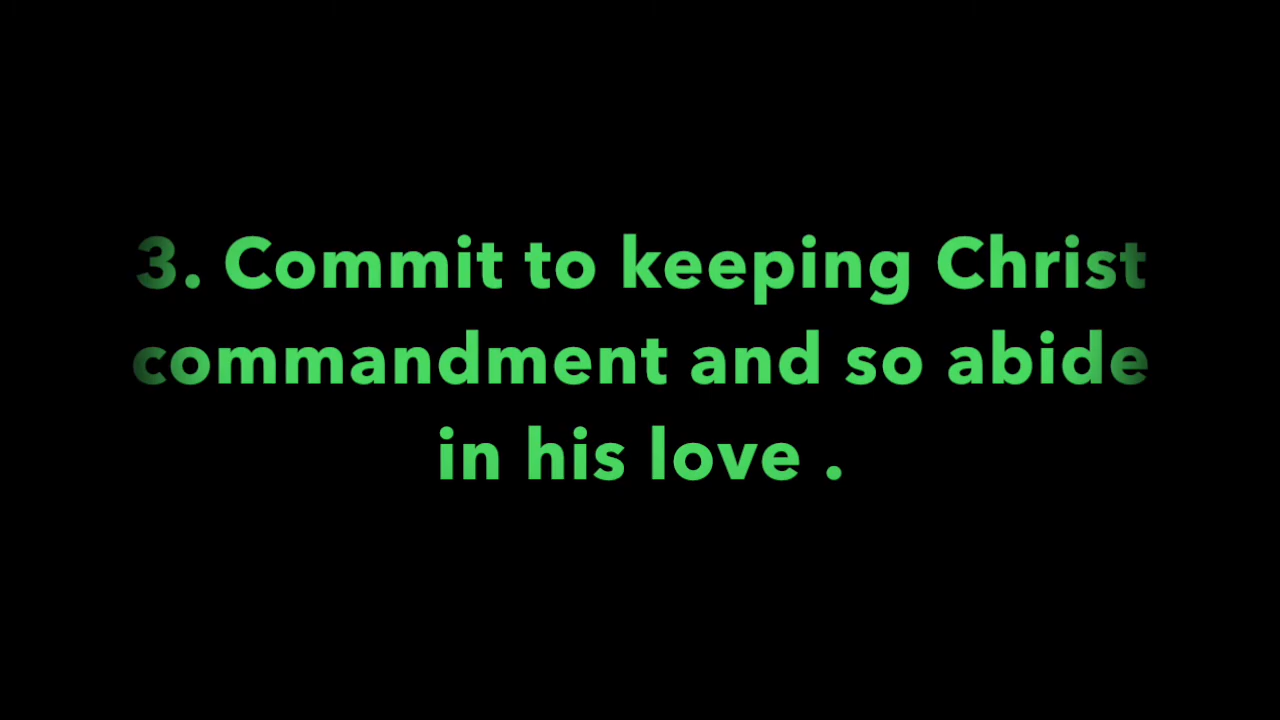 3. Commit to keeping Christ
commandment and so abide
in his love .